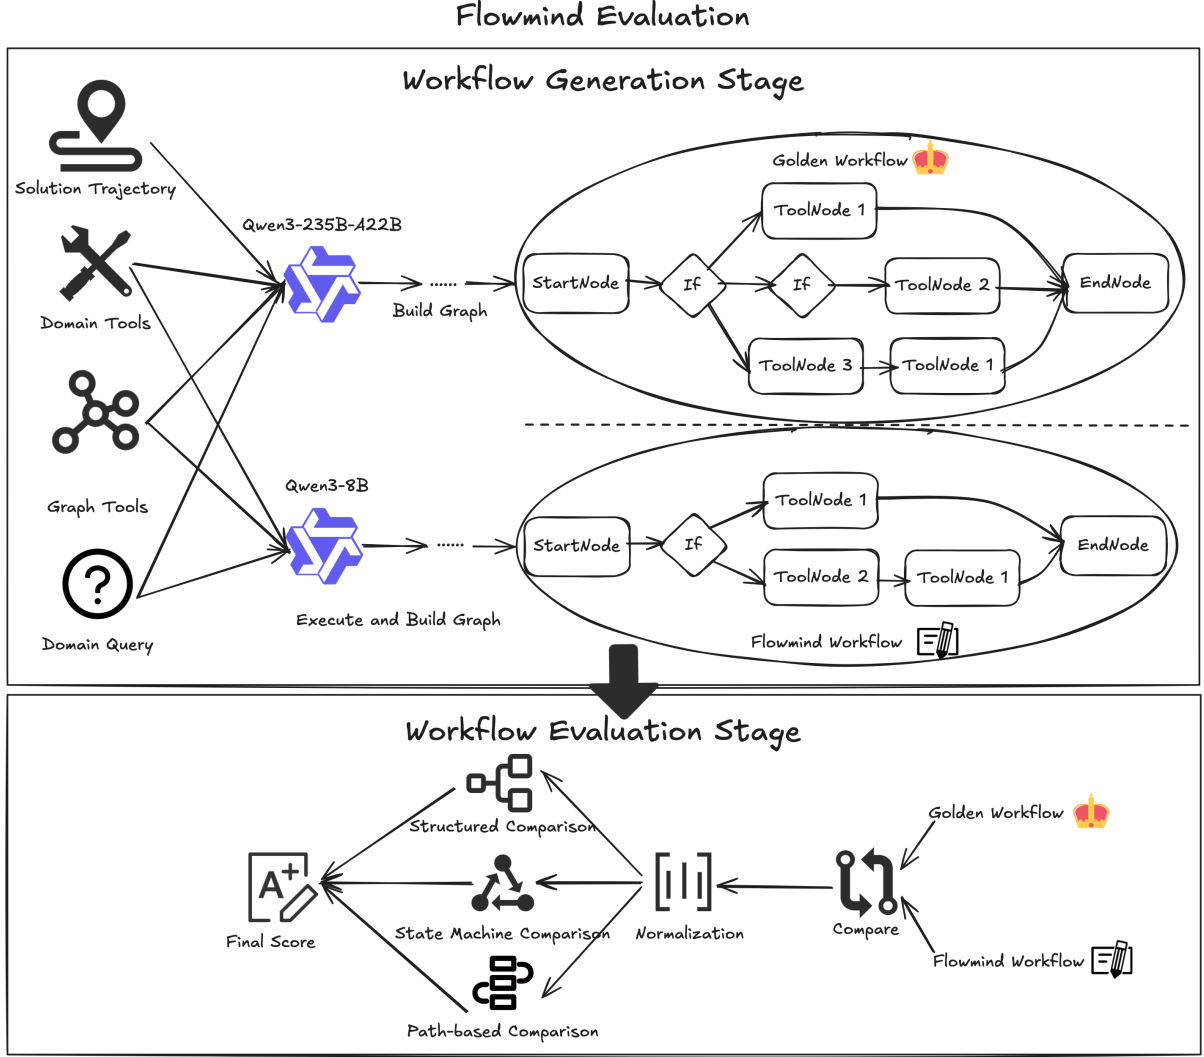 Flowmind Evaluation
Workflow Generation Stage
Solution Trajectory
Domain Tools
Graph Tools
Domain Query
Qwen3-235B-A22B
......
Build Graph
Golden Workflow
StartNode
If
If
ToolNode 1
ToolNode 2
ToolNode 3
ToolNode 1
EndNode
Qwen3-8B
......
Execute and Build Graph
StartNode
If
ToolNode 1
ToolNode 2
ToolNode 1
EndNode
Flowmind Workflow
Workflow Evaluation Stage
Golden Workflow
Flowmind Workflow
Compare
Normalization
Structured Comparison
State Machine Comparison
Path-based Comparison
A+
Final Score